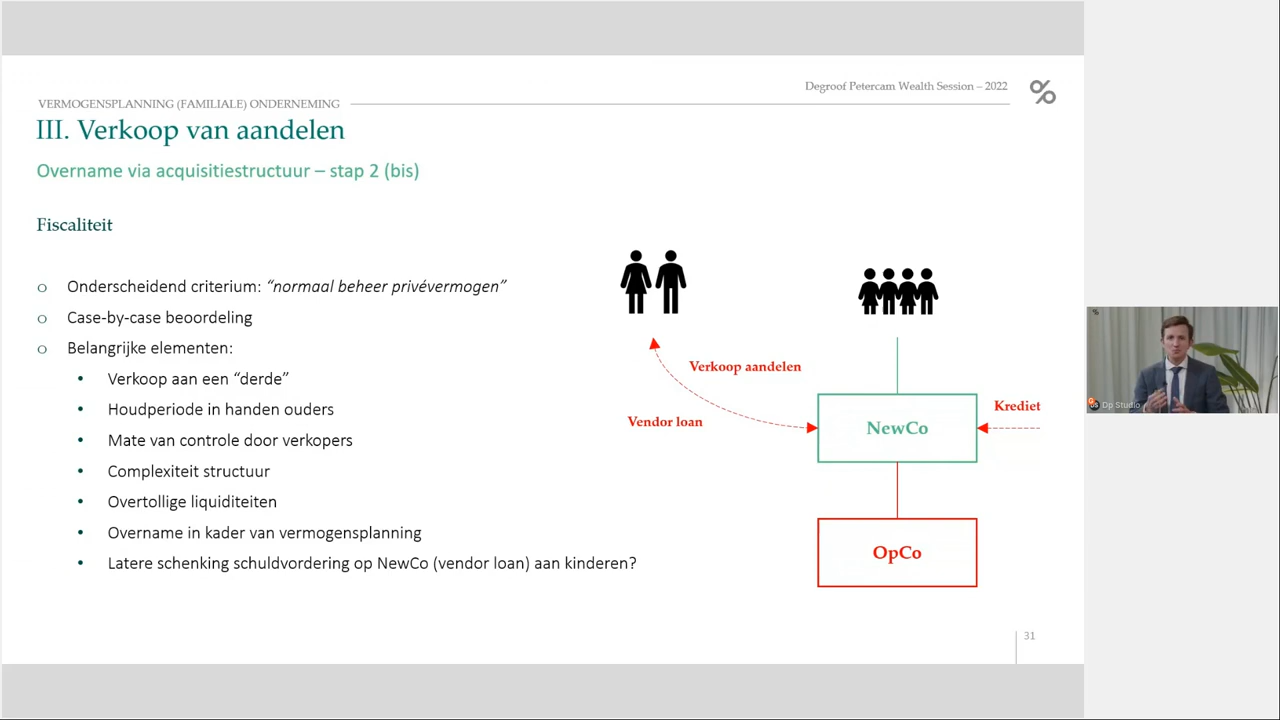 Degroof Petercam Wealth Session – 2022
VERMOGENSPLANNING (FAMILIALE) ONDERNEMING
III. Verkoop van aandelen
Overname via acquisitiestructuur – stap 2 (bis)
Fiscaliteit
o Onderscheidend criterium: “normaal beheer privévermogen”
o Case-by-case beoordeling
o Belangrijke elementen:
• Verkoop aan een “derde”
• Houdperiode in handen ouders
• Mate van controle door verkopers
• Complexiteit structuur
• Overtollige liquiditeiten
• Overname in kader van vermogensplanning
• Latere schenking schuldvordering op NewCo (vendor loan) aan kinderen?
Verkoop aandelen
Vendor loan
Krediet
NewCo
OpCo
31
Dp Studio